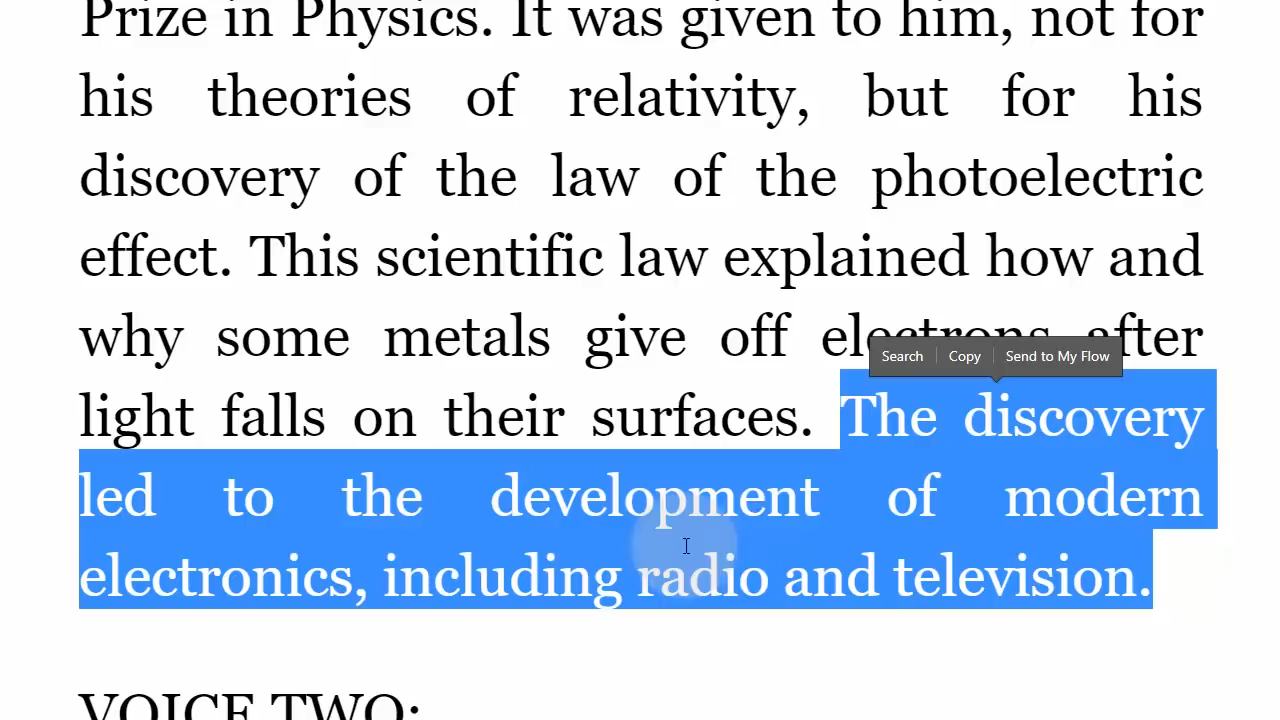 Prize in Physics. It was given to him, not for
his theories of relativity, but for his
discovery of the law of the photoelectric
effect. This scientific law explained how and
why some metals give off electrons after
Search Copy Send to My Flow
light falls on their surfaces. The discovery
led to the development of modern
electronics, including radio and television.
VOICE TWO: